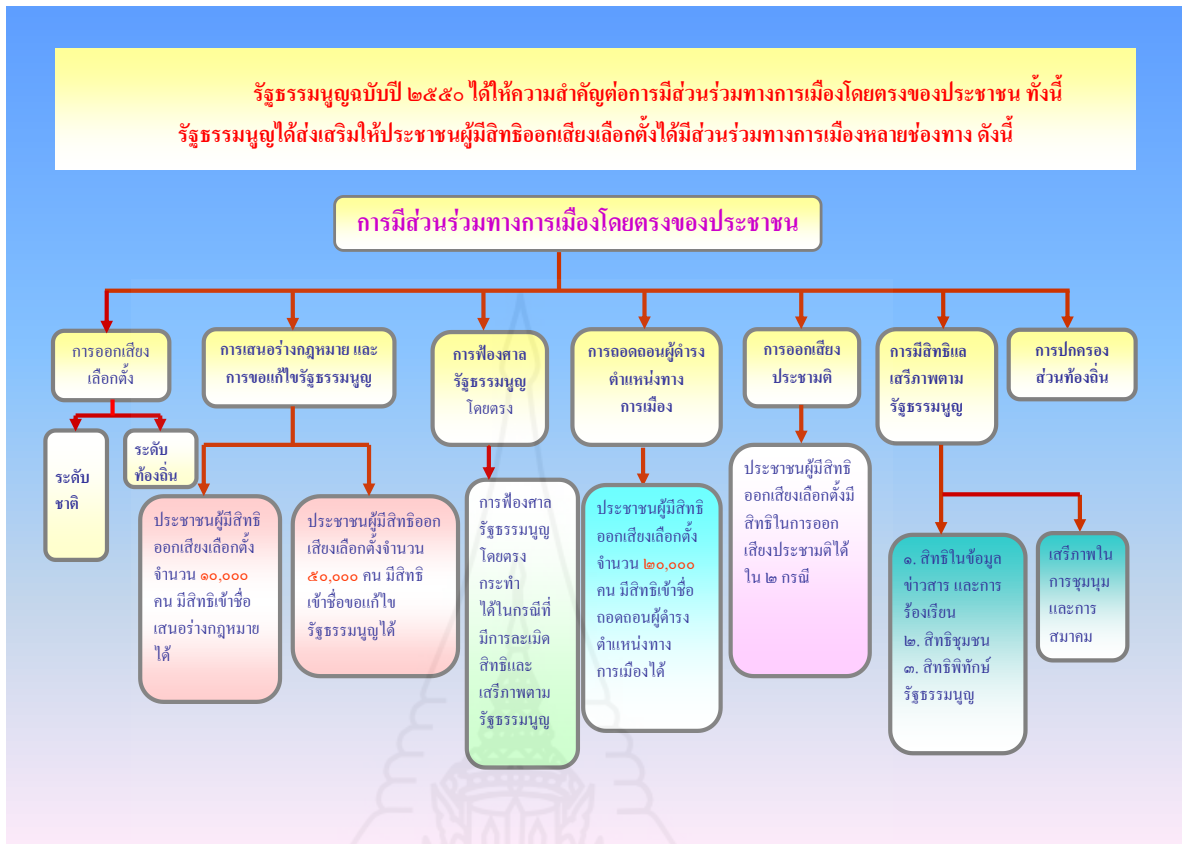 รัฐธรรมนูญฉบับปี ๒๕๕๐ ได้ให้ความสำคัญต่อการมีส่วนร่วมทางการเมืองโดยตรงของประชาชน ทั้งนี้
รัฐธรรมนูญได้ส่งเสริมให้ประชาชนผู้มีสิทธิออกเสียงเลือกตั้งได้มีส่วนร่วมทางการเมืองหลายช่องทาง ดังนี้
การมีส่วนร่วมทางการเมืองโดยตรงของประชาชน
การออกเสียง
เลือกตั้ง
ระดับ
ชาติ
ระดับ
ท้องถิ่น
การเสนอร่างกฎหมาย และ
การขอแก้ไขรัฐธรรมนูญ
ประชาชนผู้มีสิทธิ
ออกเสียงเลือกตั้ง
จำนวน ๑๐,๐๐๐
คน มีสิทธิเข้าชื่อ
เสนอร่างกฎหมาย
ได้
ประชาชนผู้มีสิทธิออก
เสียงเลือกตั้งจำนวน
๕๐,๐๐๐ คน มีสิทธิ
เข้าชื่อขอแก้ไข
รัฐธรรมนูญได้
การฟ้องศาล
รัฐธรรมนูญ
โดยตรง
การฟ้องศาล
รัฐธรรมนูญ
โดยตรง
กระทำ
ได้ในกรณีที่
มีการละเมิด
สิทธิและ
เสรีภาพตาม
รัฐธรรมนูญ
การถอดถอนผู้ดำรง
ตำแหน่งทาง
การเมือง
ประชาชนผู้มีสิทธิ
ออกเสียงเลือกตั้ง
จำนวน ๒๐,๐๐๐
คน มีสิทธิเข้าชื่อ
ถอดถอนผู้ดำรง
ตำแหน่งทาง
การเมืองได้
การออกเสียง
ประชามติ
ประชาชนผู้มีสิทธิ
ออกเสียงเลือกตั้งมี
สิทธิในการออก
เสียงประชามติได้
ใน ๒ กรณี
การมีสิทธิแล
เสรีภาพตาม
รัฐธรรมนูญ
๑. สิทธิในข้อมูล
ข่าวสาร และการ
ร้องเรียน
๒. สิทธิชุมชน
๓. สิทธิพิทักษ์
รัฐธรรมนูญ
เสรีภาพใน
การชุมนุม
และการ
สมาคม
การปกครอง
ส่วนท้องถิ่น